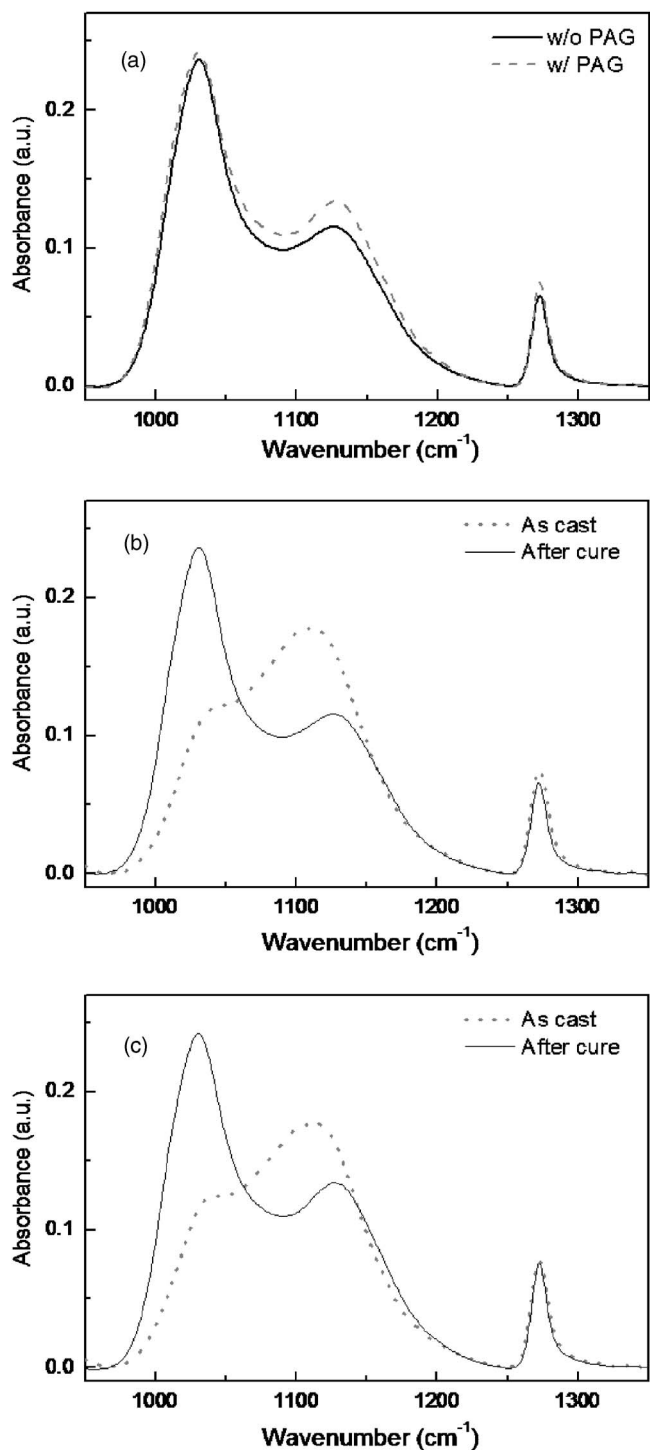 (a)
w/o PAG
w/ PAG
Absorbance (a.u.)
0.2
0.1
0.0
1000 1100 1200 1300
Wavenumber (cm⁻¹)
(b)
As cast
After cure
Absorbance (a.u.)
0.2
0.1
0.0
1000 1100 1200 1300
Wavenumber (cm⁻¹)
(c)
As cast
After cure
Absorbance (a.u.)
0.2
0.1
0.0
1000 1100 1200 1300
Wavenumber (cm⁻¹)